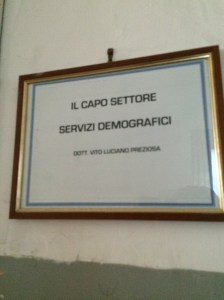 IL CAPO SETTORE
SERVIZI DEMOGRAFICI
DOTT. VITO LUCIANO PREZIOSA